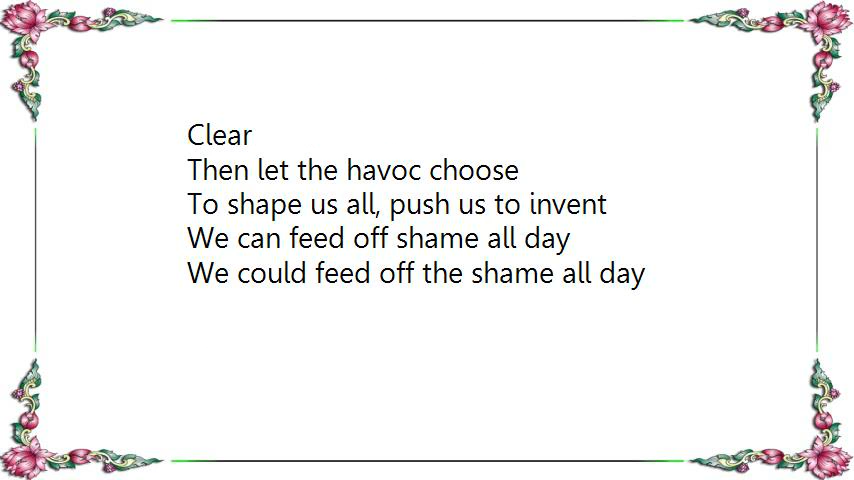 Clear
Then let the havoc choose
To shape us all, push us to invent
We can feed off shame all day
We could feed off the shame all day